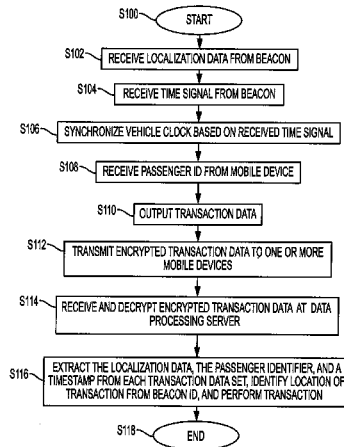 S100
START
S102
RECEIVE LOCALIZATION DATA FROM BEACON
S104
RECEIVE TIME SIGNAL FROM BEACON
S106
SYNCHRONIZE VEHICLE CLOCK BASED ON RECEIVED TIME SIGNAL
S108
RECEIVE PASSENGER ID FROM MOBILE DEVICE
S110
OUTPUT TRANSACTION DATA
S112
TRANSMIT ENCRYPTED TRANSACTION DATA TO ONE OR MORE
MOBILE DEVICES
S114
RECEIVE AND DECRYPT ENCRYPTED TRANSACTION DATA AT DATA
PROCESSING SERVER
S116
EXTRACT THE LOCALIZATION DATA, THE PASSENGER IDENTIFIER, AND A
TIMESTAMP FROM EACH TRANSACTION DATA SET, IDENTIFY LOCATION OF
TRANSACTION FROM BEACON ID, AND PERFORM TRANSACTION
S118
END